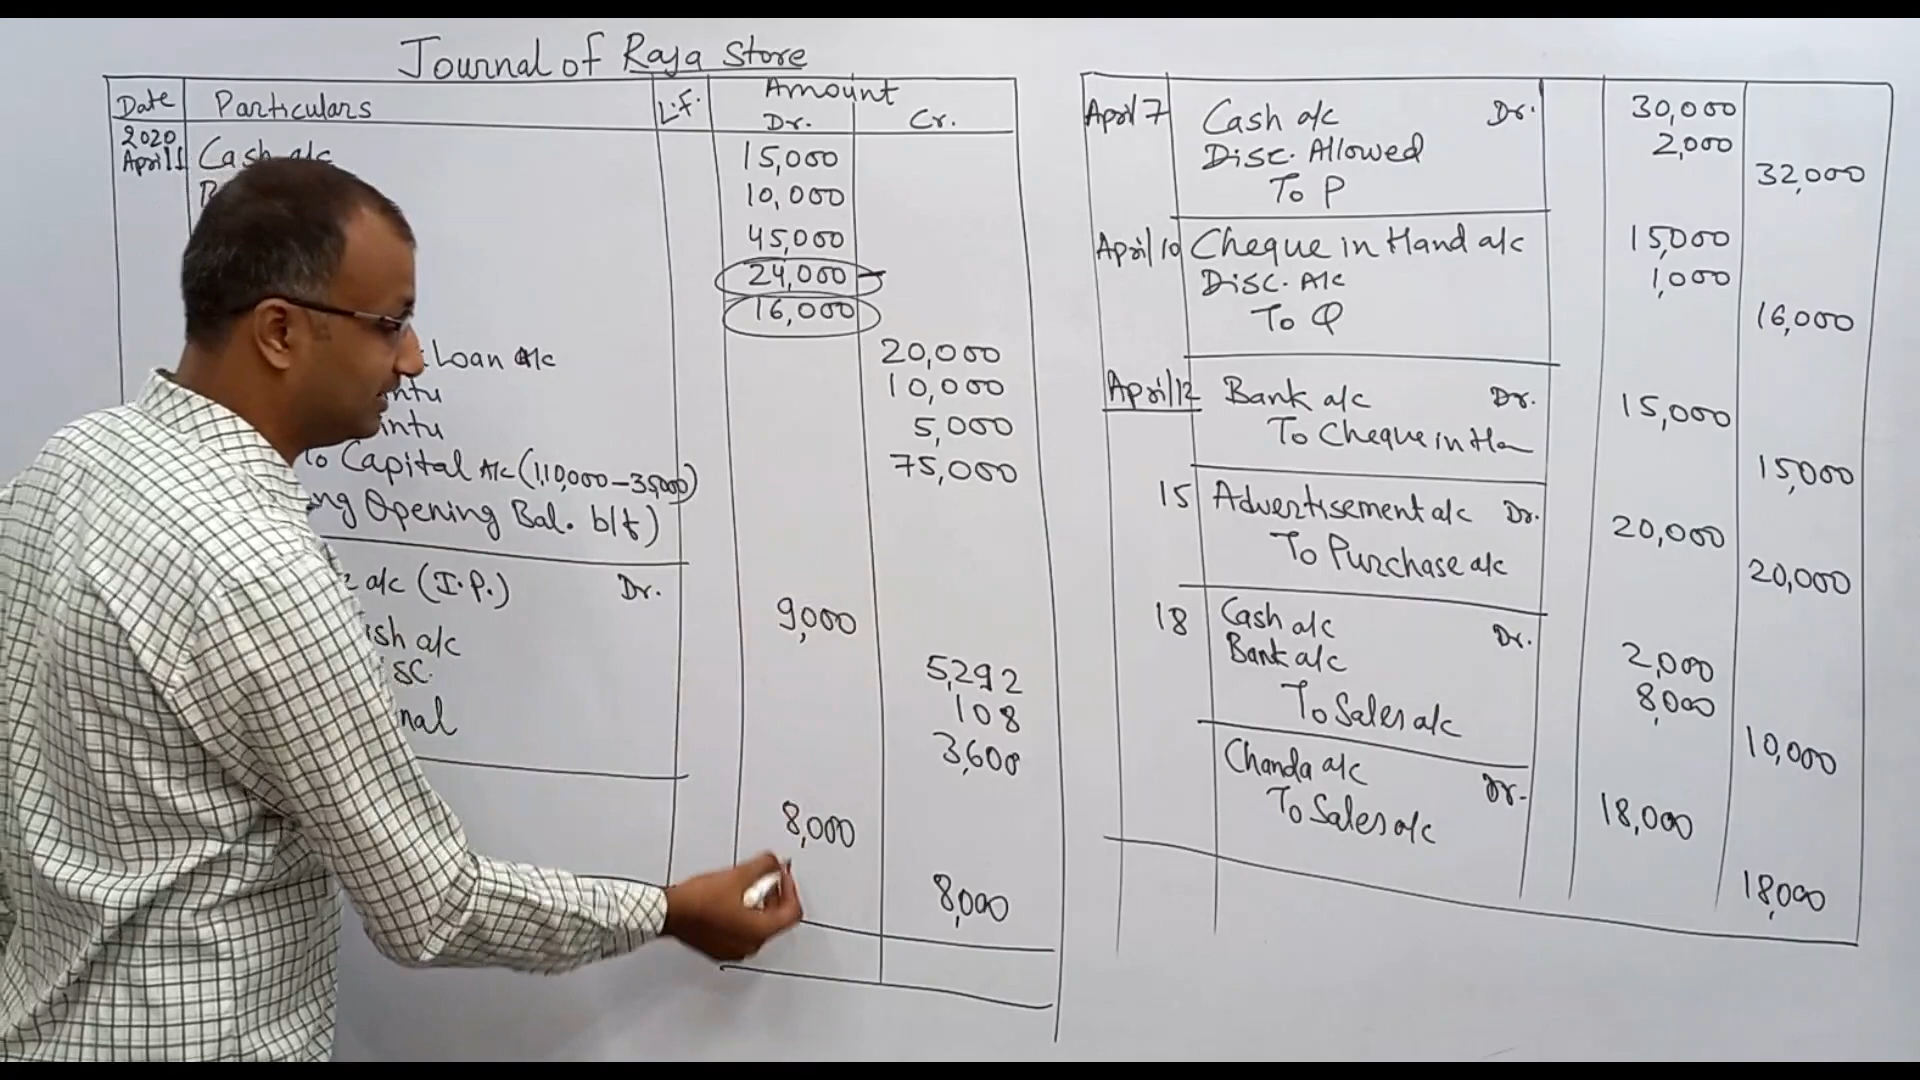 Journal of Raja Store
Date Particulars L.F. Amount
Dr. Cr.
2020
April 1 Cash a/c 15,000
10,000
45,000
24,000
16,000
Loan a/c 20,000
10,000
5,000
To Capital A/c (1,10,000-35,000) 75,000
Opening Bal. b/f)
a/c (I.P.) Dr. 9,000
a/c 5,292
108
3,600
8,000
8,000
April 7 Cash a/c Dr. 30,000
Disc. Allowed 2,000
To P 32,000
April 10 Cheque in Hand a/c 15,000
Disc. A/c 1,000
To Q 16,000
April 12 Bank a/c Dr. 15,000
To Cheque in Ha 15,000
15 Advertisement a/c Dr. 20,000
To Purchase a/c 20,000
18 Cash a/c Dr. 2,000
Bank a/c 8,000
To Sales a/c 10,000
Chanda a/c Dr. 18,000
To Sales a/c 18,000